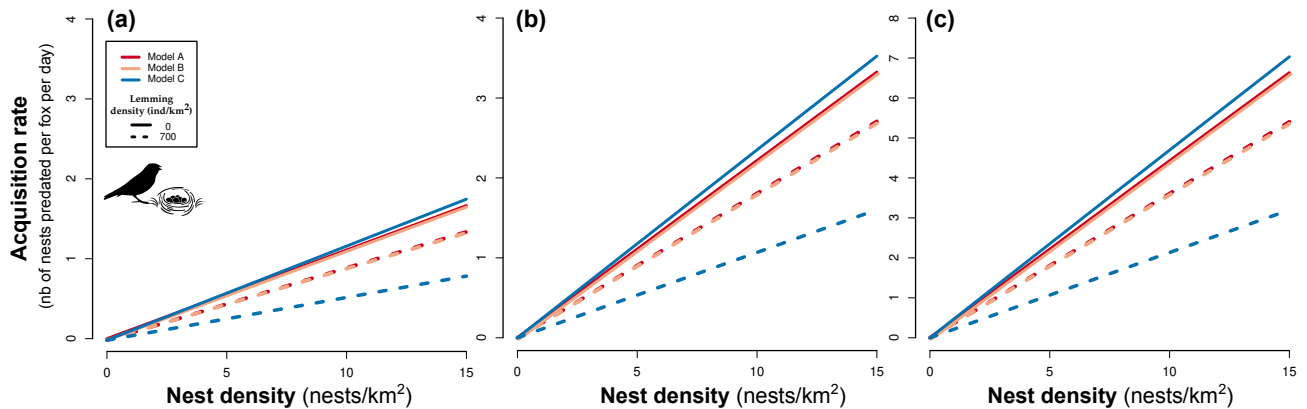 (a)
(b)
(c)
Model A
Model B
Model C
Lemming
density (ind/km²)
0
700
Acquisition rate
(nb of nests predated per fox per day)
0 1 2 3 4
0 5 10 15
Nest density (nests/km²)
0 1 2 3 4
0 5 10 15
Nest density (nests/km²)
0 1 2 3 4 5 6 7 8
0 5 10 15
Nest density (nests/km²)